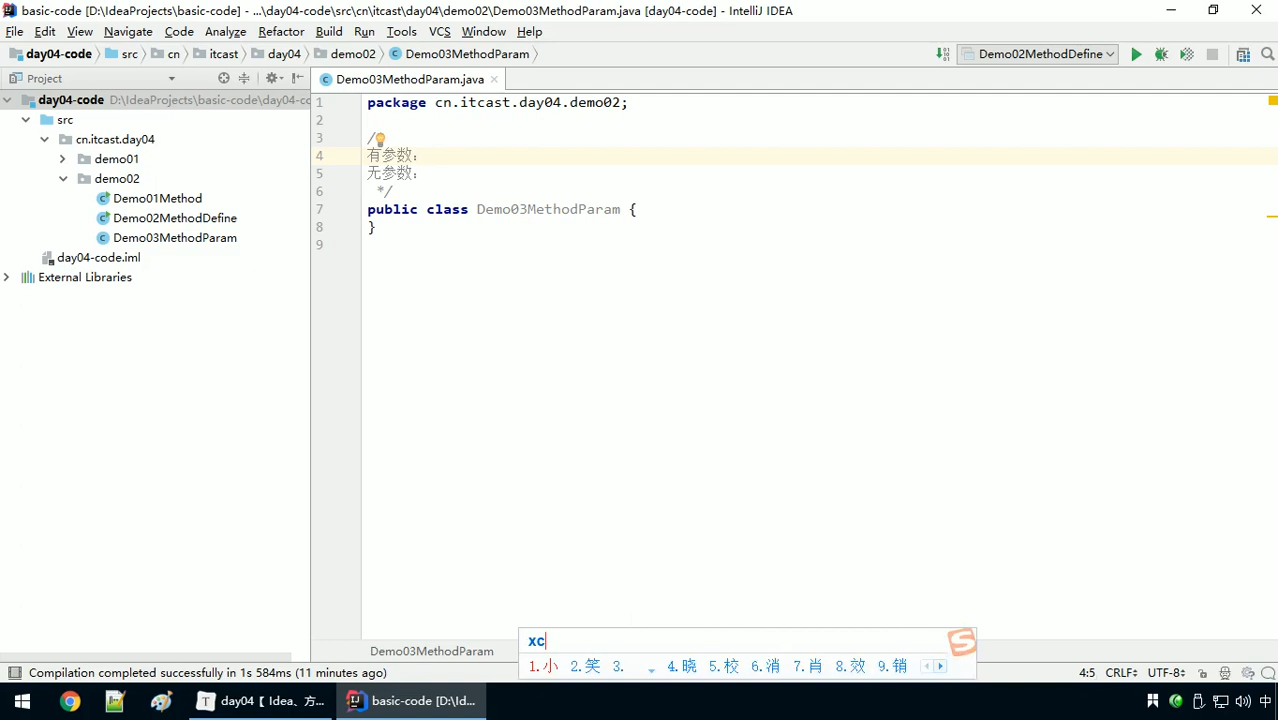 basic-code [D:\IdeaProjects\basic-code] - ...\day04-code\src\cn\itcast\day04\demo02\Demo03MethodParam.java [day04-code] - IntelliJ IDEA
File Edit View Navigate Code Analyze Refactor Build Run Tools VCS Window Help
day04-code src cn itcast day04 demo02 Demo03MethodParam Demo02MethodDefine
Project Demo03MethodParam.java
day04-code D:\IdeaProjects\basic-code\day04-co
src
cn.itcast.day04
demo01
demo02
Demo01Method
Demo02MethodDefine
Demo03MethodParam
day04-code.iml
External Libraries
1 package cn.itcast.day04.demo02;
2
3 /
4 有参数：
5 无参数：
6 */
7 public class Demo03MethodParam {
8 }
9
Demo03MethodParam
xc
1.小 2.笑 3. 4.晓 5.校 6.消 7.肖 8.效 9.销
Compilation completed successfully in 1s 584ms (11 minutes ago) 4:5 CRLF UTF-8
day04【 Idea、方... basic-code [D:\Ide... 中